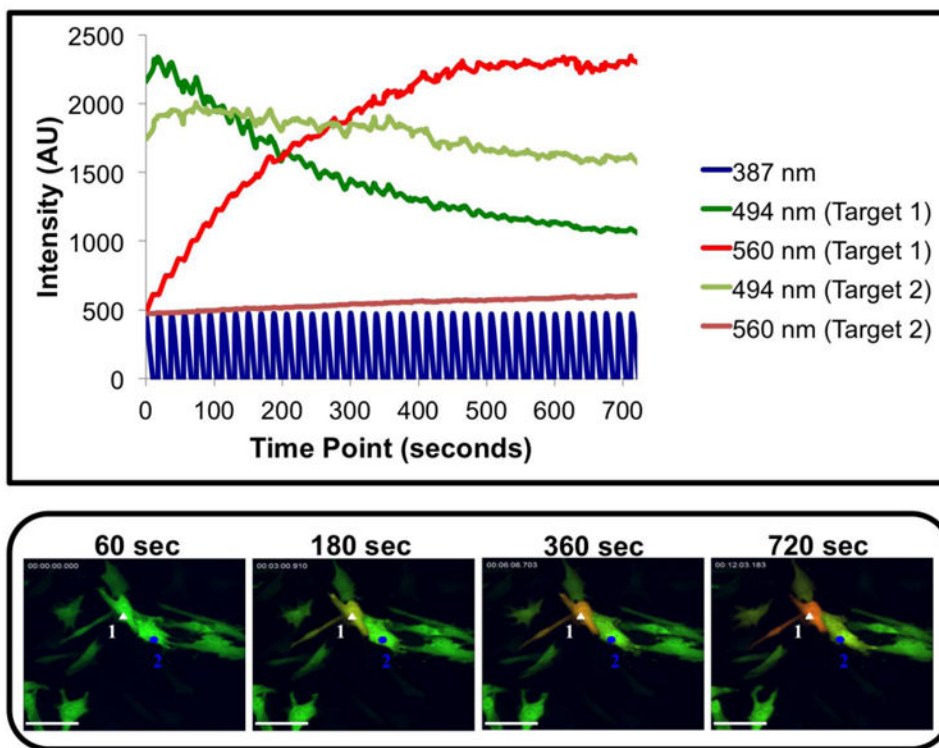 2500
2000
1500
1000
500
0
Intensity (AU)
0 100 200 300 400 500 600 700
Time Point (seconds)
387 nm
494 nm (Target 1)
560 nm (Target 1)
494 nm (Target 2)
560 nm (Target 2)
60 sec 180 sec 360 sec 720 sec
00:00:00.000 00:03:00.910 00:06:06.703 00:12:03.183
1 1 1 1
2 2 2 2